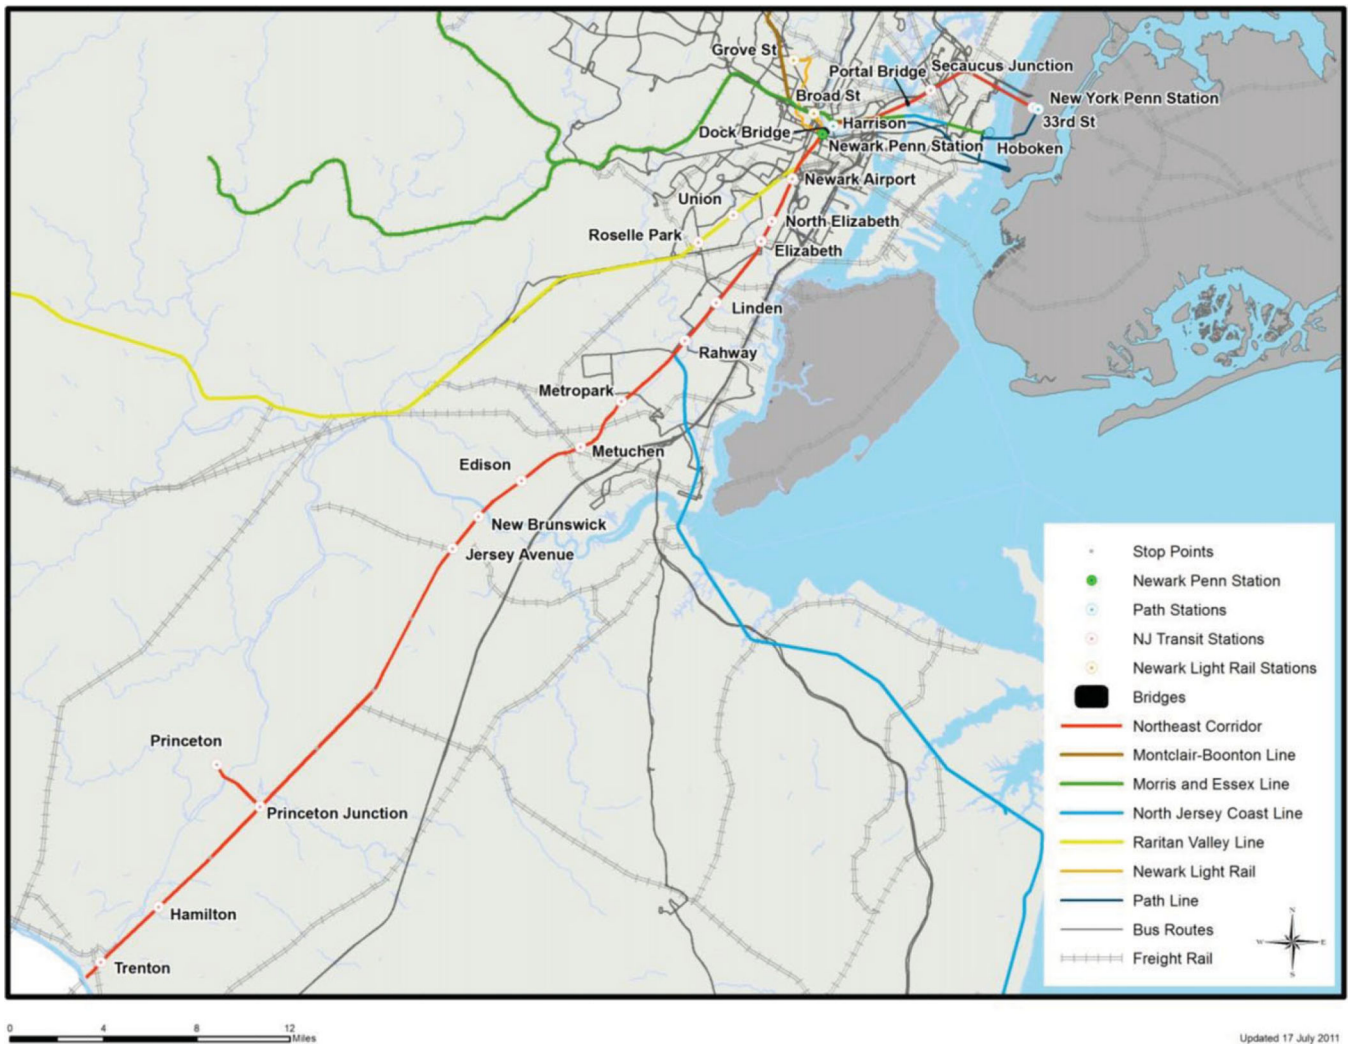 Grove St
Portal Bridge
Secaucus Junction
Broad St
New York Penn Station
33rd St
Harrison
Dock Bridge
Newark Penn Station
Hoboken
Newark Airport
Union
North Elizabeth
Roselle Park
Elizabeth
Linden
Rahway
Metropark
Metuchen
Edison
New Brunswick
Jersey Avenue
Princeton
Princeton Junction
Hamilton
Trenton
Stop Points
Newark Penn Station
Path Stations
NJ Transit Stations
Newark Light Rail Stations
Bridges
Northeast Corridor
Montclair-Boonton Line
Morris and Essex Line
North Jersey Coast Line
Raritan Valley Line
Newark Light Rail
Path Line
Bus Routes
Freight Rail
N
W E
S
0 4 8 12
Miles
Updated 17 July 2011